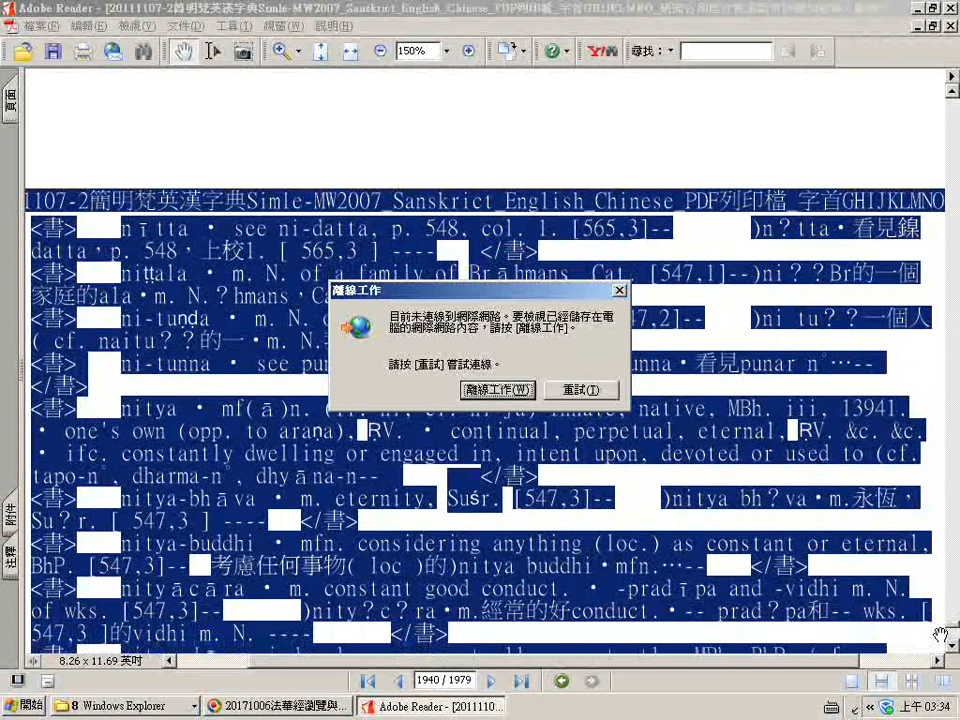 Adobe Reader - [20111107-2簡明梵英漢字典Simle-MW2007_Sanskrict_English_Chinese_PDF列印檔_字首GHIJKLMNO
檔案(F) 編輯(E) 檢視(V) 文件(D) 工具(T) 視窗(W) 說明(H)
150% Y! 尋找：
頁面
附件
註釋
1107-2簡明梵英漢字典Simle-MW2007_Sanskrict_English_Chinese_PDF列印檔_字首GHIJKLMNO
<書> nītta • see ni-datta, p. 548, col. 1. [565,3]-- )n?tta•看見鎳
datta，p. 548，上校1. [ 565,3 ] ---- </書>
<書> niṭṭala • m. N. of a family of Brāhmans, Cat. [547,1]--)ni??Br的一個
家庭的ala•m. N.?hmans，Ca
<書> ni-tuṇḍa • m. N. 47,2]--)ni tu??一個人
( cf. naitu??的一•m. N.
<書> ni-tunna • see pu unna•看見punar n°…--
</書>
<書> nitya • mf(ā)n. innate, native, MBh. iii, 13941.
• one's own (opp. to araṇa), ṚV. • continual, perpetual, eternal, ṚV. &c. &c.
• ifc. constantly dwelling or engaged in, intent upon, devoted or used to (cf.
tapo-n°, dharma-n°, dhyāna-n-- </書>
<書> nitya-bhāva • m. eternity, Suśr. [547,3]-- )nitya bh?va•m.永恆，
Su?r. [ 547,3 ] ---- </書>
<書> nitya-buddhi • mfn. considering anything (loc.) as constant or eternal,
BhP. [547,3]-- 考慮任何事物( loc )的)nitya buddhi•mfn.…-- </書>
<書> nityācāra • m. constant good conduct. • -pradīpa and -vidhi m. N.
of wks. [547,3]-- )nity?c?ra•m.經常的好conduct. •-- prad?pa和-- wks. [
547,3 ]的vidhi m. N. ---- </書>
離線工作
目前未連線到網際網路。要檢視已經儲存在電
腦的網際網路內容，請按 [離線工作]。
請按 [重試] 嘗試連線。
離線工作(W) 重試(T)
8.26 x 11.69 英吋
1940 / 1979
開始 8 Windows Explorer 20171006法華經瀏覽與... Adobe Reader - [2011110... 上午 03:34